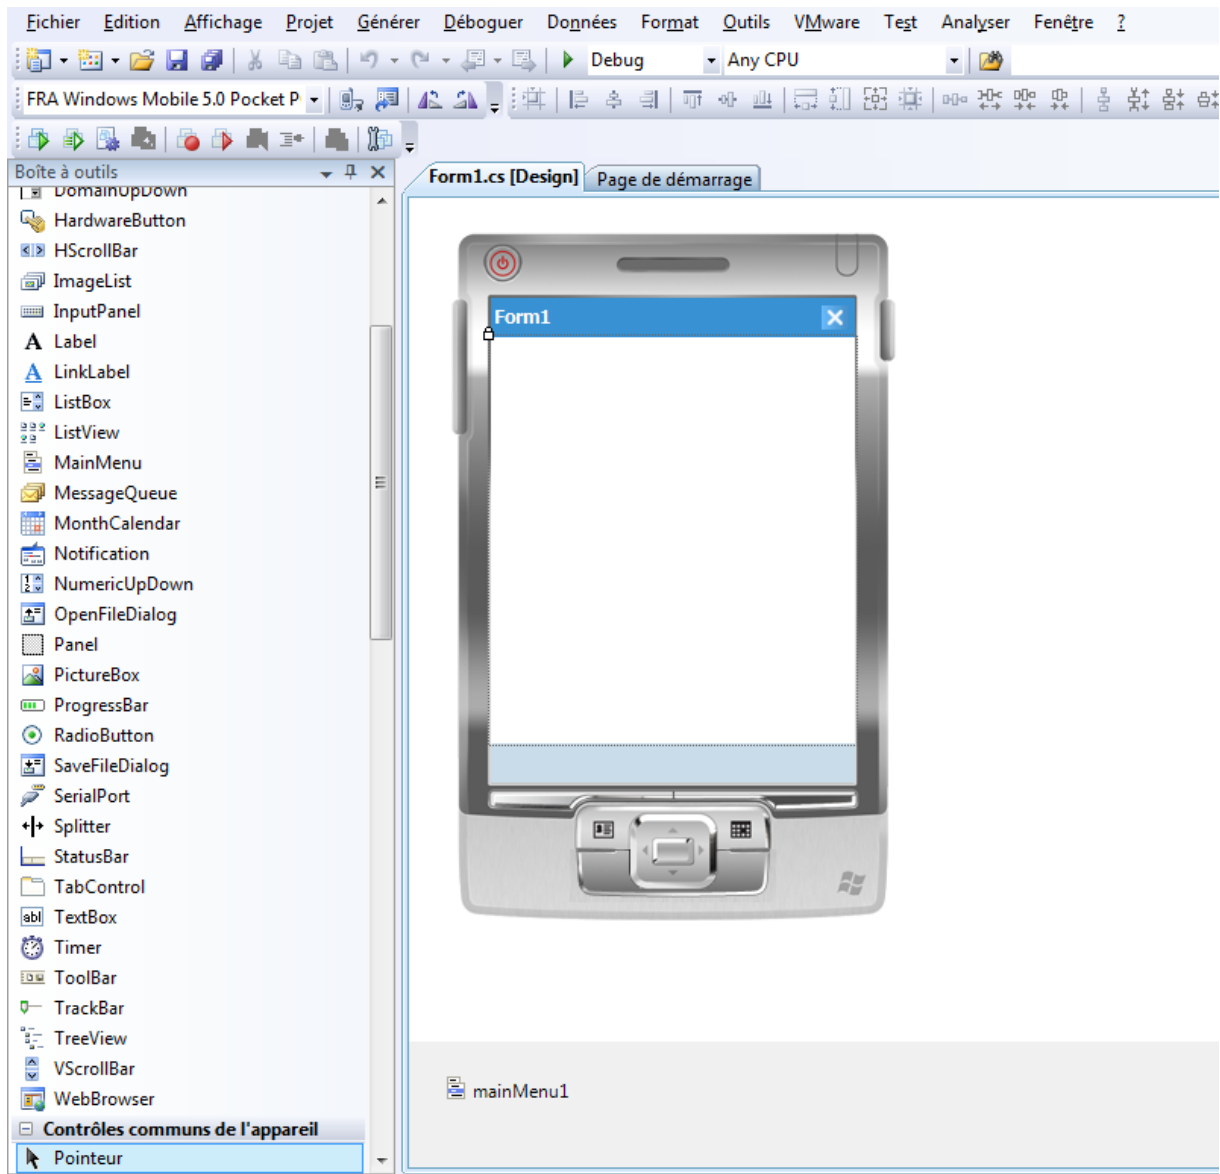 Fichier Edition Affichage Projet Générer Déboguer Données Format Outils VMware Test Analyser Fenêtre ?
Debug Any CPU
FRA Windows Mobile 5.0 Pocket P
Boîte à outils
Form1.cs [Design] Page de démarrage
DomainUpDown
HardwareButton
HScrollBar
ImageList
InputPanel
Form1
A Label
A LinkLabel
ListBox
ListView
MainMenu
MessageQueue
MonthCalendar
Notification
NumericUpDown
OpenFileDialog
Panel
PictureBox
ProgressBar
RadioButton
SaveFileDialog
SerialPort
Splitter
StatusBar
TabControl
abl TextBox
Timer
ToolBar
TrackBar
TreeView
VScrollBar
WebBrowser
Contrôles communs de l'appareil
Pointeur
mainMenu1